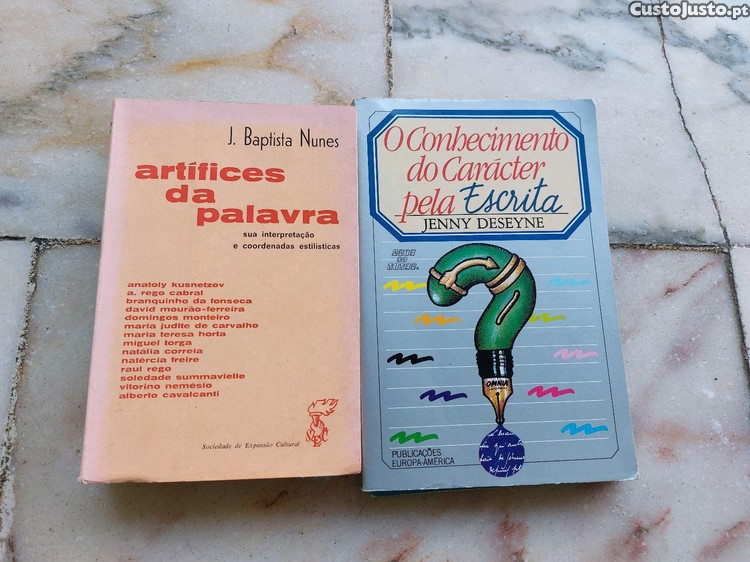 CustoJusto.pt
J. Baptista Nunes
artífices
da
palavra
sua interpretação
e coordenadas estilísticas
anatoly kusnetzov
a. rego cabral
branquinho da fonseca
david mourão-ferreira
domingos monteiro
maria judite de carvalho
maria teresa horta
miguel torga
natália correia
natércia freire
raul rego
soledade summavielle
vitorino nemésio
alberto cavalcanti
Sociedade de Expansão Cultural
O Conhecimento
do Carácter
pela Escrita
JENNY DESEYNE
OMNIA
PUBLICAÇÕES
EUROPA-AMÉRICA